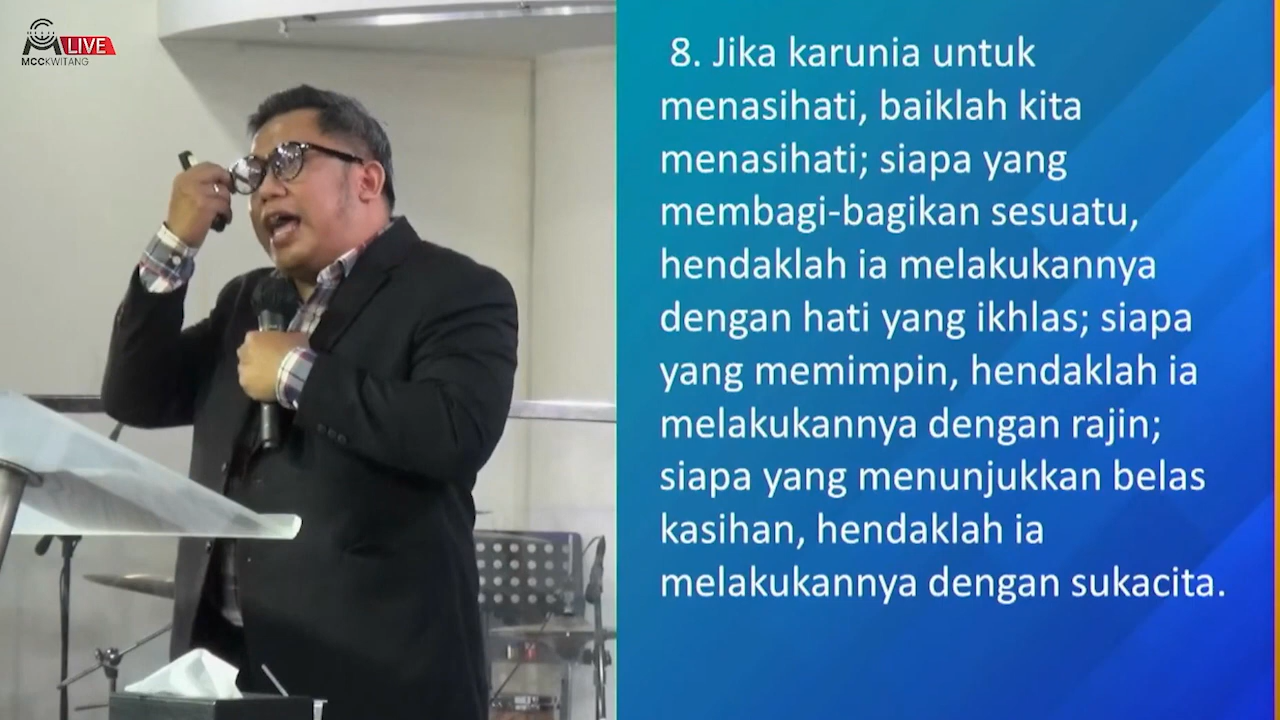 LIVE
MCCKWITANG
8. Jika karunia untuk
menasihati, baiklah kita
menasihati; siapa yang
membagi-bagikan sesuatu,
hendaklah ia melakukannya
dengan hati yang ikhlas; siapa
yang memimpin, hendaklah ia
melakukannya dengan rajin;
siapa yang menunjukkan belas
kasihan, hendaklah ia
melakukannya dengan sukacita.